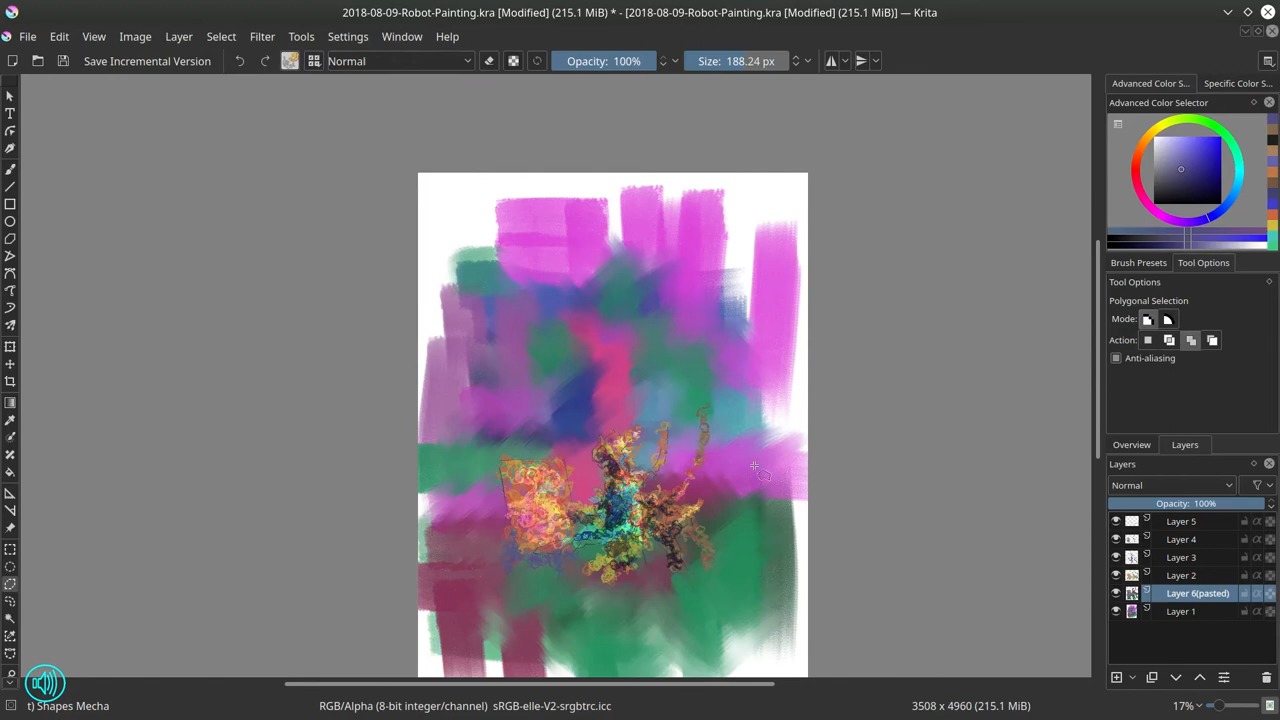 2018-08-09-Robot-Painting.kra [Modified] (215.1 MiB) * - [2018-08-09-Robot-Painting.kra [Modified] (215.1 MiB)] — Krita
File Edit View Image Layer Select Filter Tools Settings Window Help
Save Incremental Version Normal Opacity: 100% Size: 188.24 px
Advanced Color S... Specific Color S...
Advanced Color Selector
Brush Presets Tool Options
Tool Options
Polygonal Selection
Mode:
Action:
Anti-aliasing
Overview Layers
Layers
Normal
Opacity: 100%
Layer 5
Layer 4
Layer 3
Layer 2
Layer 6(pasted)
Layer 1
t) Shapes Mecha RGB/Alpha (8-bit integer/channel) sRGB-elle-V2-srgbtrc.icc 3508 x 4960 (215.1 MiB) 17%